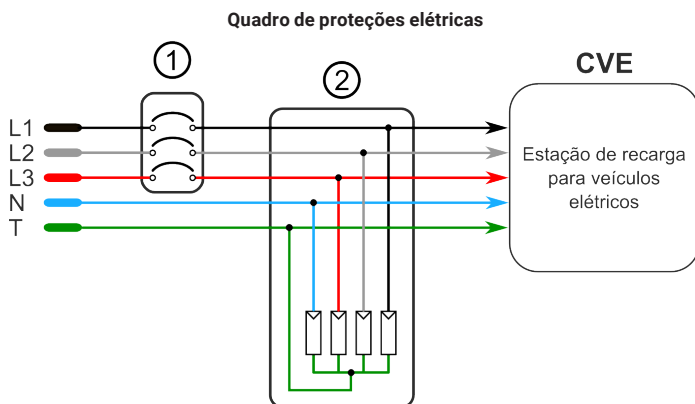 Quadro de proteções elétricas
1
2
CVE
L1
L2
L3
N
T
Estação de recarga
para veículos
elétricos